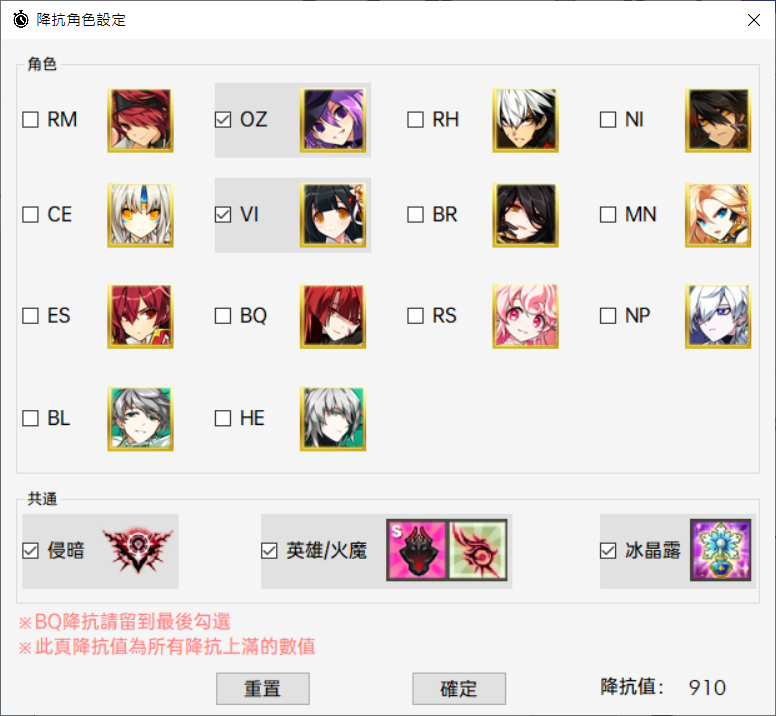 降抗角色設定
角色
RM OZ RH NI
CE VI BR MN
ES BQ RS NP
BL HE
共通
侵暗 英雄/火魔 S 冰晶露
※BQ降抗請留到最後勾選
※此頁降抗值為所有降抗上滿的數值
重置 確定 降抗值: 910